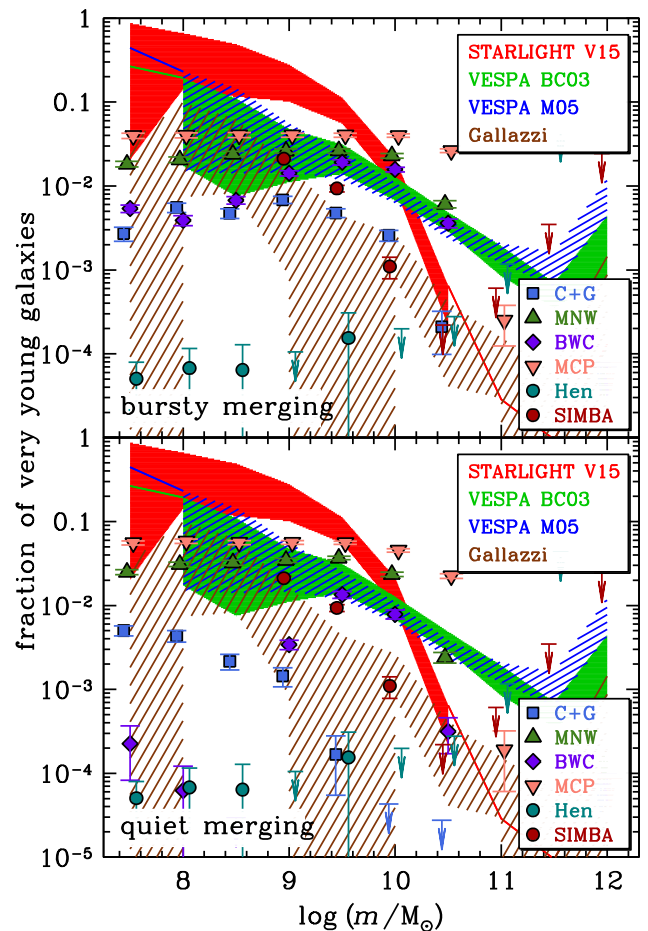 fraction of very young galaxies
1
0.1
10−2
10−3
10−4
STARLIGHT V15
VESPA BC03
VESPA M05
Gallazzi
C+G
MNW
BWC
MCP
Hen
SIMBA
bursty merging
1
0.1
10−2
10−3
10−4
10−5
STARLIGHT V15
VESPA BC03
VESPA M05
Gallazzi
C+G
MNW
BWC
MCP
Hen
SIMBA
quiet merging
8 9 10 11 12
log (m/M⊙)